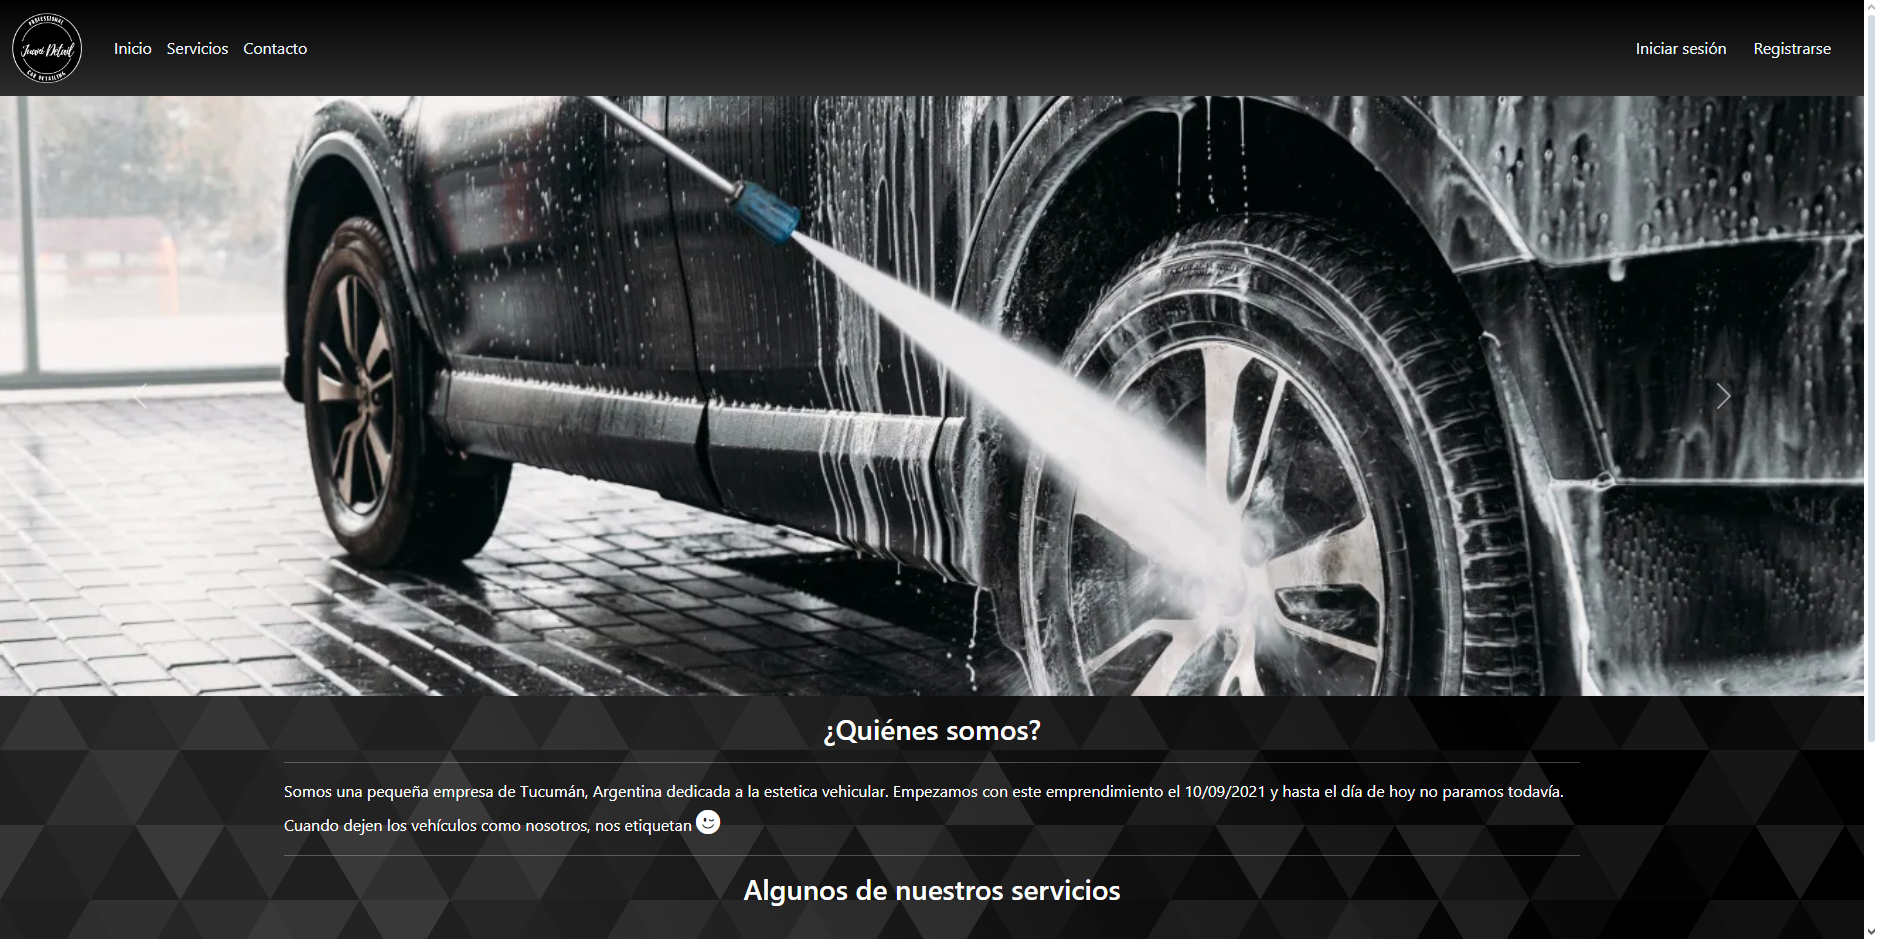 PROFESSIONAL
Juani Detail
CAR DETAILING
Inicio Servicios Contacto
Iniciar sesión Registrarse
¿Quiénes somos?
Somos una pequeña empresa de Tucumán, Argentina dedicada a la estetica vehicular. Empezamos con este emprendimiento el 10/09/2021 y hasta el día de hoy no paramos todavía.
Cuando dejen los vehículos como nosotros, nos etiquetan
Algunos de nuestros servicios